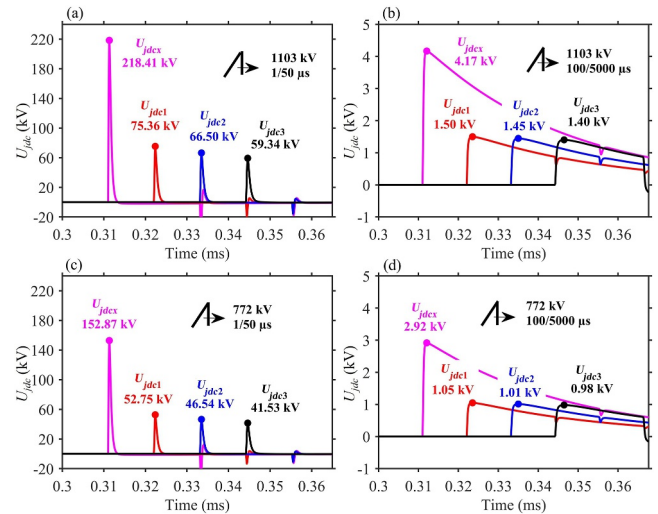 (a)
U_jdc (kV)
220
180
140
100
60
20
-20
U_jdcx
218.41 kV
1103 kV
1/50 µs
U_jdc1
75.36 kV
U_jdc2
66.50 kV
U_jdc3
59.34 kV
0.3 0.31 0.32 0.33 0.34 0.35 0.36
Time (ms)
(b)
U_jdc (kV)
5
4
3
2
1
0
-1
U_jdcx
4.17 kV
1103 kV
100/5000 µs
U_jdc1
1.50 kV
U_jdc2
1.45 kV
U_jdc3
1.40 kV
0.3 0.31 0.32 0.33 0.34 0.35 0.36
Time (ms)
(c)
U_jdc (kV)
220
180
140
100
60
20
-20
U_jdcx
152.87 kV
772 kV
1/50 µs
U_jdc1
52.75 kV
U_jdc2
46.54 kV
U_jdc3
41.53 kV
0.3 0.31 0.32 0.33 0.34 0.35 0.36
Time (ms)
(d)
U_jdc (kV)
5
4
3
2
1
0
-1
U_jdcx
2.92 kV
772 kV
100/5000 µs
U_jdc1
1.05 kV
U_jdc2
1.01 kV
U_jdc3
0.98 kV
0.3 0.31 0.32 0.33 0.34 0.35 0.36
Time (ms)